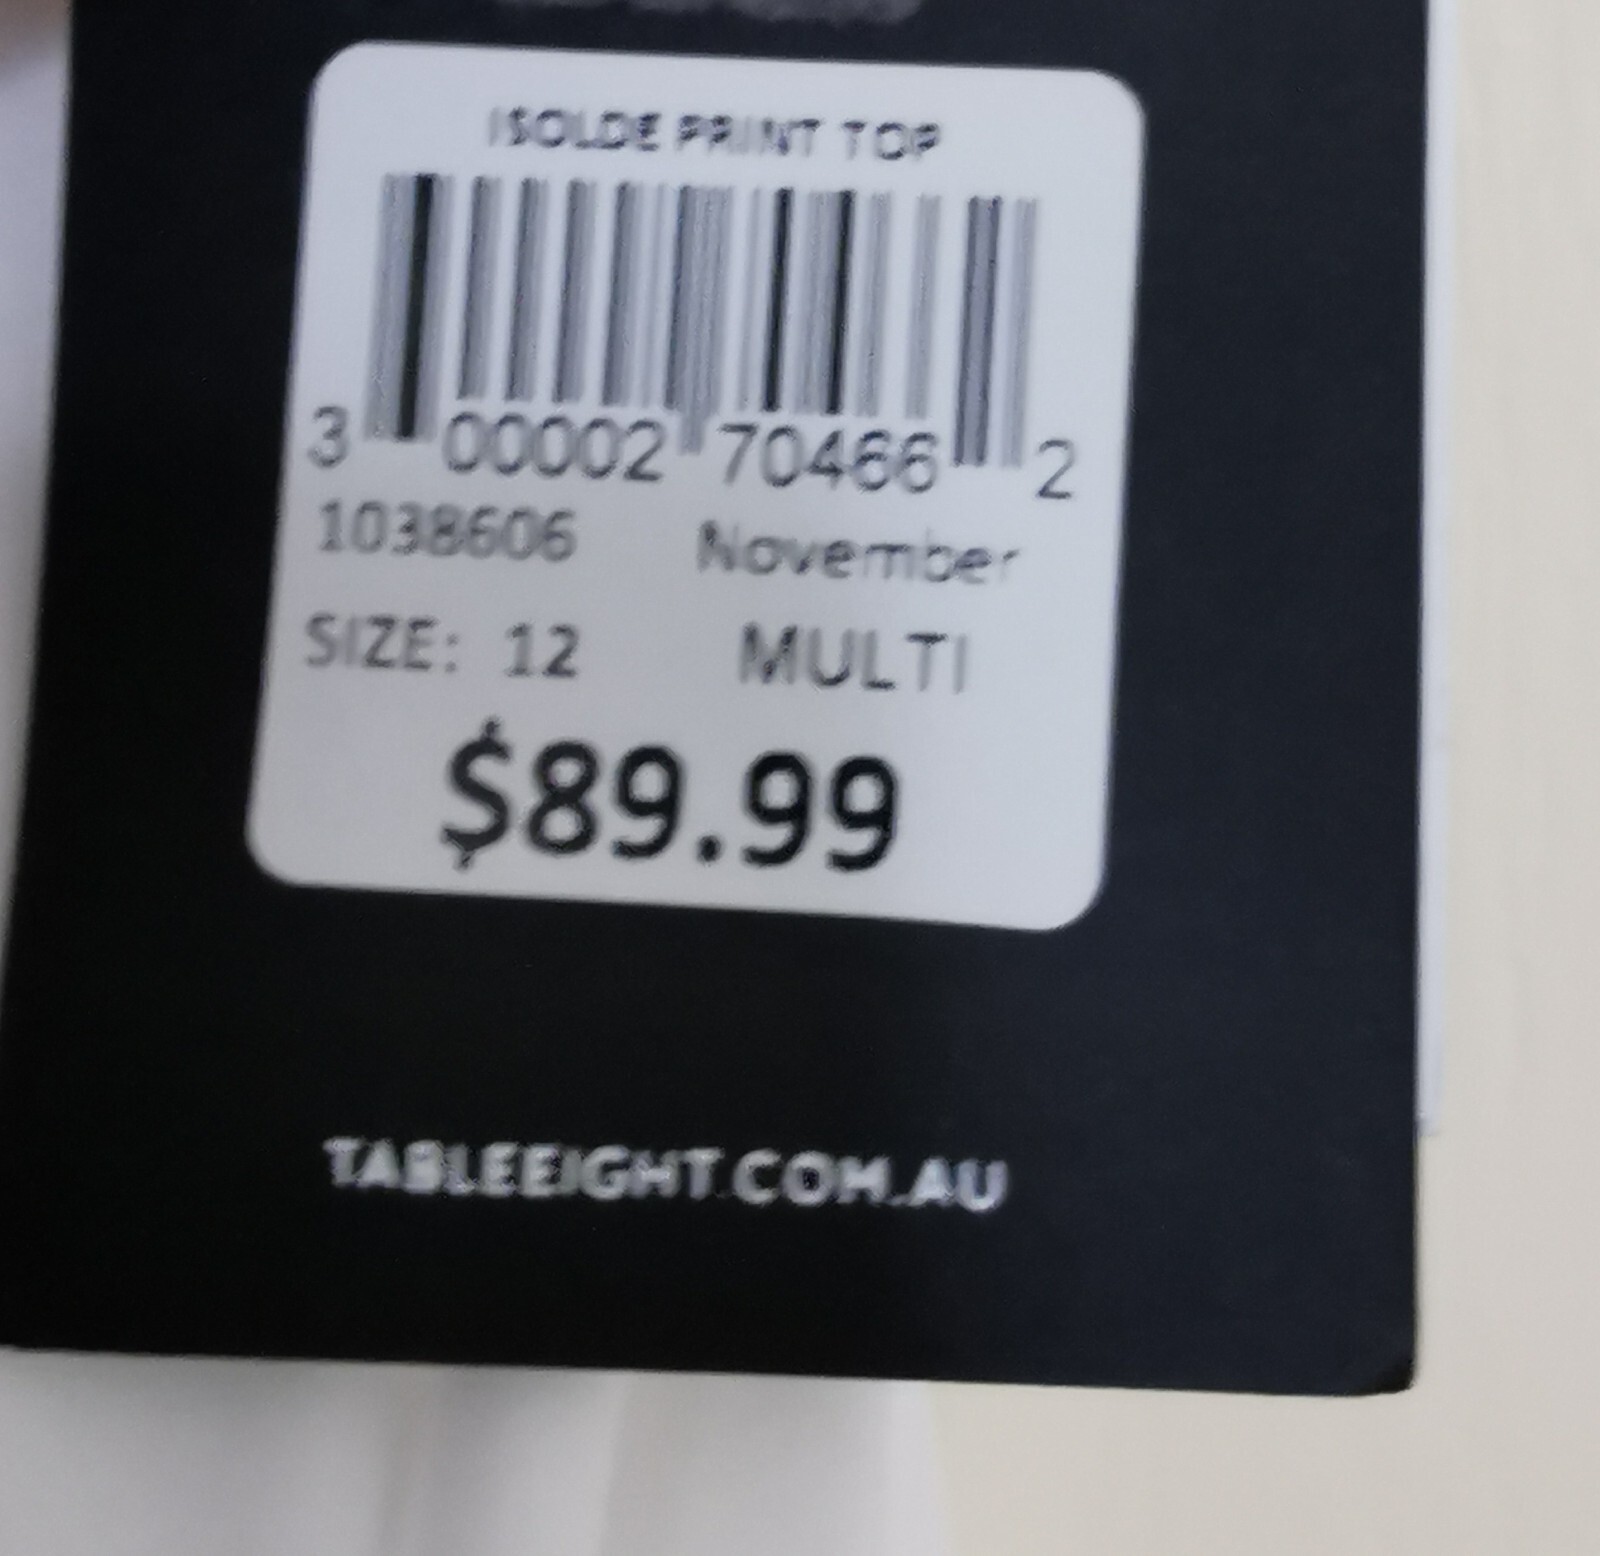 ISOLDE PRINT TOP
3 00002 70466 2
1038606 November
SIZE: 12 MULTI
$89.99
TABLEEIGHT.COM.AU